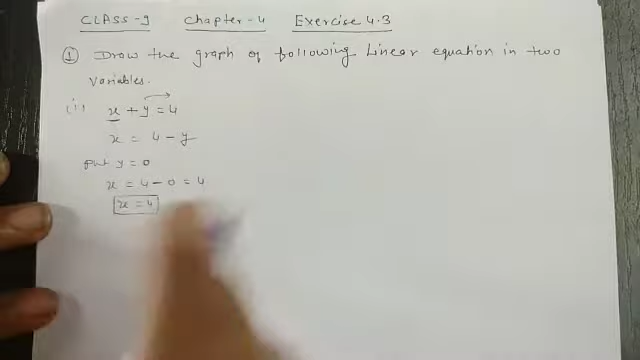 CLASS-9 Chapter-4 Exercise 4.3
① Draw the graph of following Linear equation in two
variables.
(i) x + y = 4
x = 4 - y
put y = 0
x = 4 - 0 = 4
x = 4